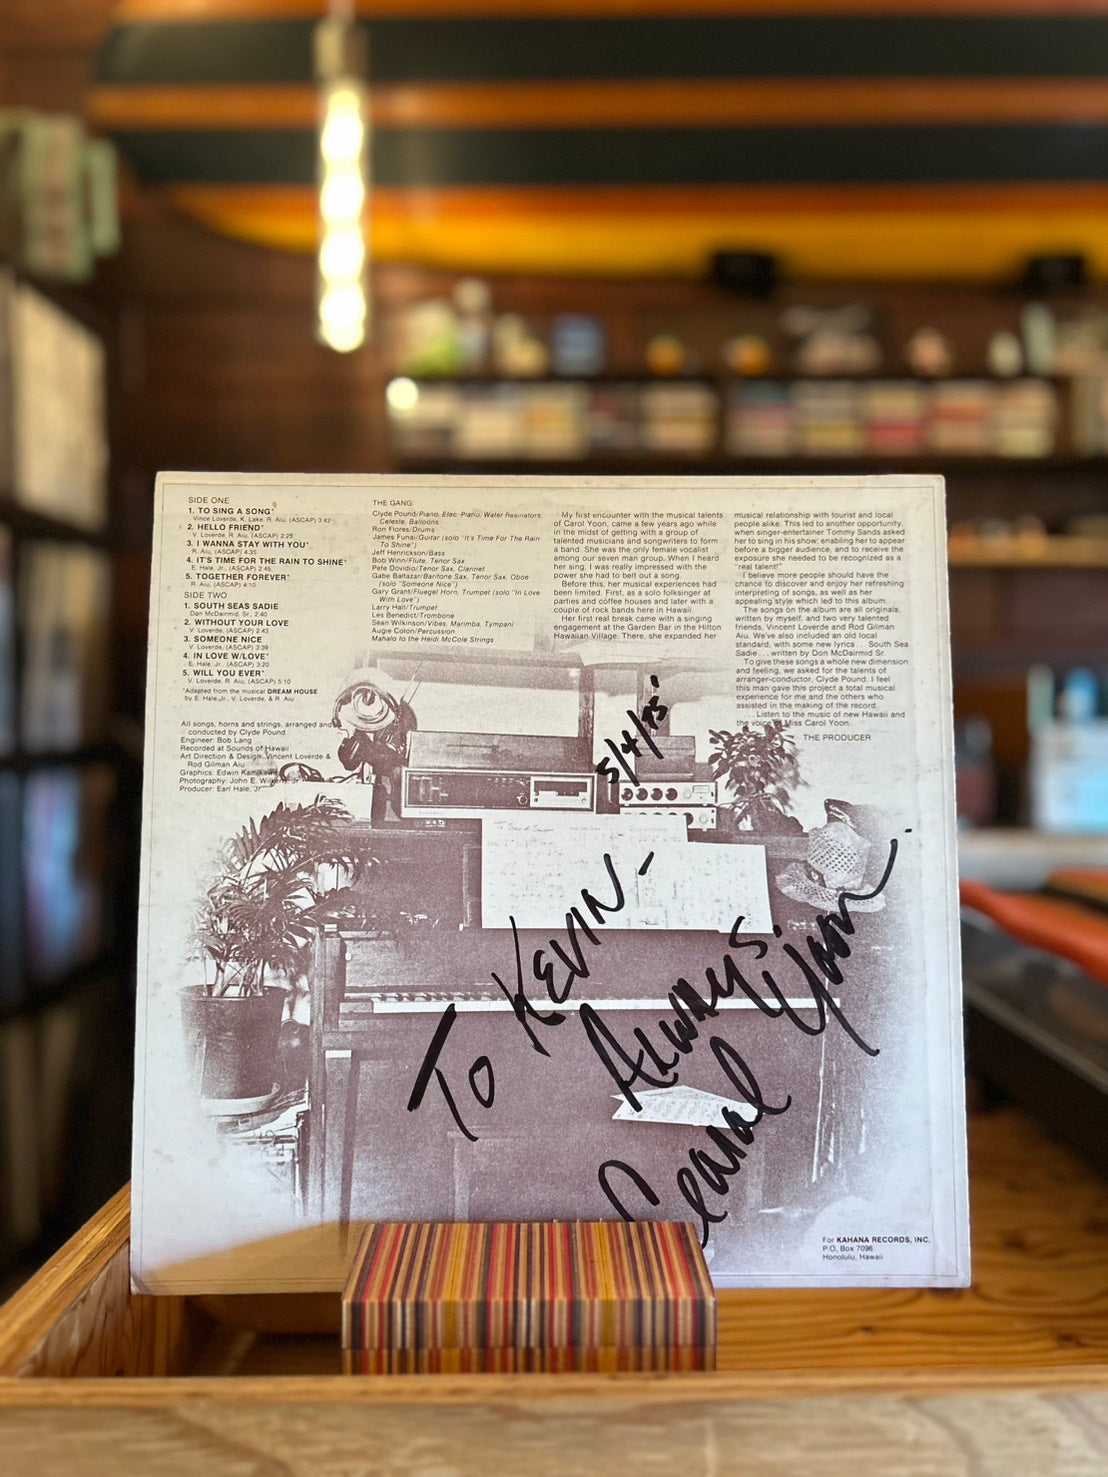 SIDE ONE
1. TO SING A SONG*
Vince Loverde, K. Lake, R. Aiu, (ASCAP) 3:42
2. HELLO FRIEND*
V. Loverde, R. Aiu, (ASCAP) 2:25
3. I WANNA STAY WITH YOU*
R. Aiu, (ASCAP) 4:35
4. IT'S TIME FOR THE RAIN TO SHINE*
E. Hale, Jr., (ASCAP) 2:45
5. TOGETHER FOREVER*
R. Aiu, (ASCAP) 4:10
SIDE TWO
1. SOUTH SEAS SADIE
Don McDairmid, Sr., 2:40
2. WITHOUT YOUR LOVE
V. Loverde, (ASCAP) 2:43
3. SOMEONE NICE
V. Loverde, (ASCAP) 3:39
4. IN LOVE W/LOVE*
E. Hale, Jr., (ASCAP) 3:20
5. WILL YOU EVER*
V. Loverde, R. Aiu, (ASCAP) 5:10
*Adapted from the musical DREAM HOUSE
by E. Hale, Jr., V. Loverde, & R. Aiu
All songs, horns and strings, arranged and
conducted by Clyde Pound
Engineer: Bob Lang
Recorded at Sounds of Hawaii
Art Direction & Design: Vincent Loverde &
Rod Gilman Aiu
Graphics: Edwin
Photography: John E.
Producer: Earl Hale, Jr.
THE GANG:
Clyde Pound/Piano, Elec. Piano, Water Resinators,
Celeste, Balloons
Ron Flores/Drums
James Funai/Guitar (solo "It's Time For The Rain
To Shine")
Jeff Henrickson/Bass
Bob Winn/Flute, Tenor Sax
Pete Dovidio/Tenor Sax, Clarinet
Gabe Baltazar/Baritone Sax, Tenor Sax, Oboe
(solo "Someone Nice")
Gary Grant/Fluegel Horn, Trumpet (solo "In Love
With Love")
Larry Hall/Trumpet
Les Benedict/Trombone
Sean Wilkinson/Vibes, Marimba, Tympani
Augie Colon/Percussion
Mahalo to the Heidi McCole Strings
My first encounter with the musical talents
of Carol Yoon, came a few years ago while
in the midst of getting with a group of
talented musicians and songwriters to form
a band. She was the only female vocalist
among our seven man group. When I heard
her sing, I was really impressed with the
power she had to belt out a song.
Before this, her musical experiences had
been limited. First, as a solo folksinger at
parties and coffee houses and later with a
couple of rock bands here in Hawaii.
Her first real break came with a singing
engagement at the Garden Bar in the Hilton
Hawaiian Village. There, she expanded her
musical relationship with tourist and local
people alike. This led to another opportunity,
when singer-entertainer Tommy Sands asked
her to sing in his show, enabling her to appear
before a bigger audience, and to receive the
exposure she needed to be recognized as a
"real talent!"
I believe more people should have the
chance to discover and enjoy her refreshing
interpreting of songs, as well as her
appealing style which led to this album.
The songs on the album are all originals,
written by myself, and two very talented
friends, Vincent Loverde and Rod Gilman
Aiu. We've also included an old local
standard, with some new lyrics... South Sea
Sadie... written by Don McDairmid Sr.
To give these songs a whole new dimension
and feeling, we asked for the talents of
arranger-conductor, Clyde Pound. I feel
this man gave this project a total musical
experience for me and the others who
assisted in the making of the record.
...Listen to the music of new Hawaii and
the voice of Miss Carol Yoon.
THE PRODUCER
5/4/75
To KEVIN -
ALWAYS.
Yoon
For KAHANA RECORDS, INC.
P.O. Box 7096
Honolulu, Hawaii